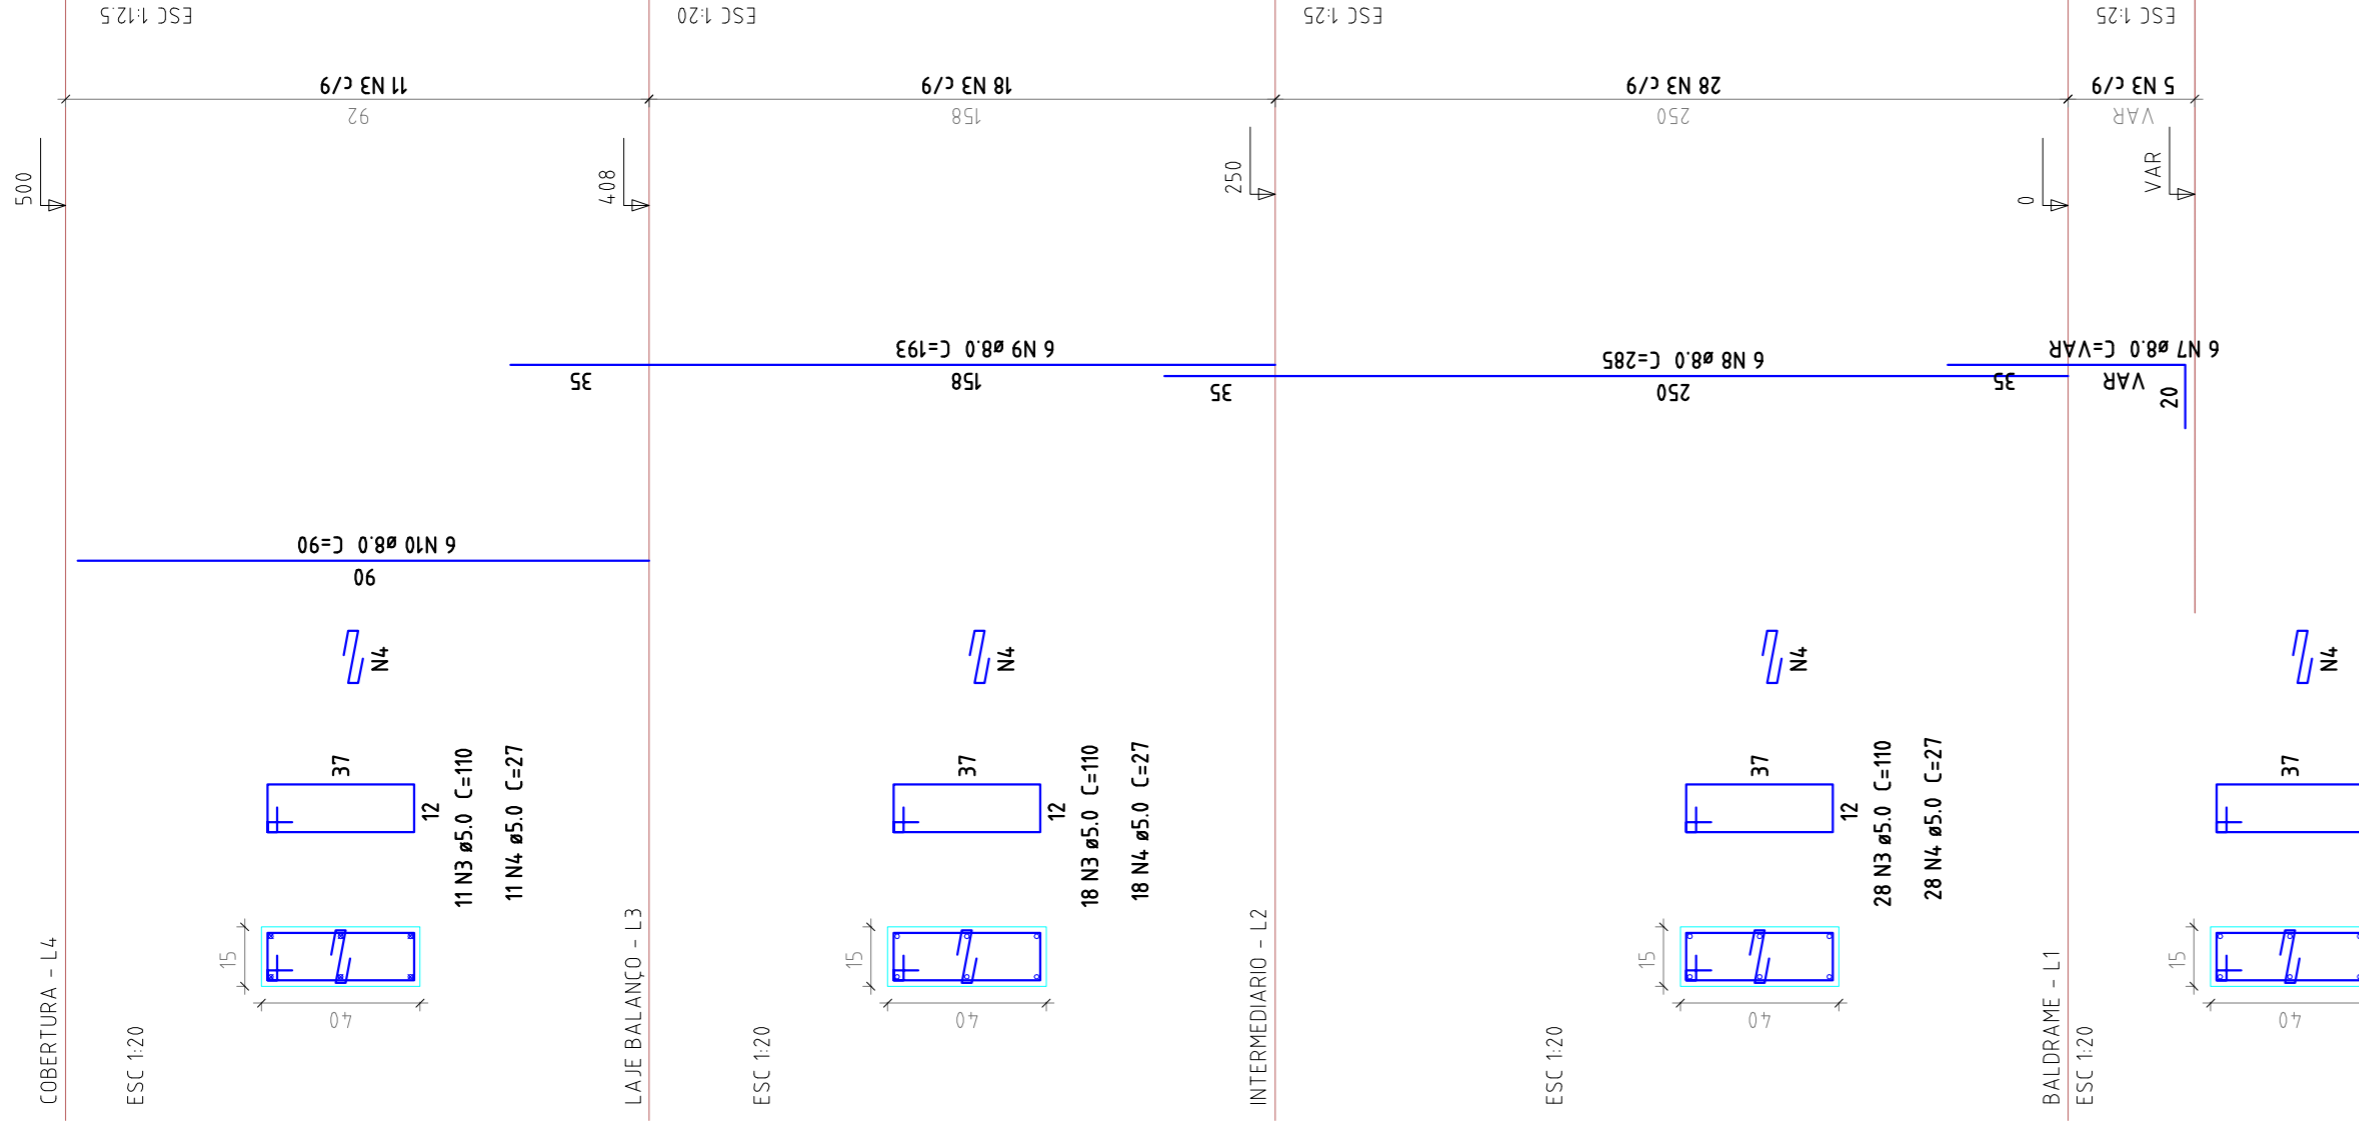 ESC 1:12.5
ESC 1:20
ESC 1:25
ESC 1:25
11 N3 c/9
18 N3 c/9
28 N3 c/9
5 N3 c/9
92
158
250
VAR
500
408
250
0
VAR
6 N9 ø8.0 C=193
35
158
6 N8 ø8.0 C=285
35
250
6 N7 ø8.0 C=VAR
35
VAR
20
6 N10 ø8.0 C=90
90
N4
N4
N4
N4
37
12
11 N3 ø5.0 C=110
11 N4 ø5.0 C=27
37
12
18 N3 ø5.0 C=110
18 N4 ø5.0 C=27
37
12
28 N3 ø5.0 C=110
28 N4 ø5.0 C=27
37
15
40
15
40
15
40
15
40
COBERTURA - L4
ESC 1:20
LAJE BALANÇO - L3
ESC 1:20
INTERMEDIARIO - L2
ESC 1:20
BALDRAME - L1
ESC 1:20